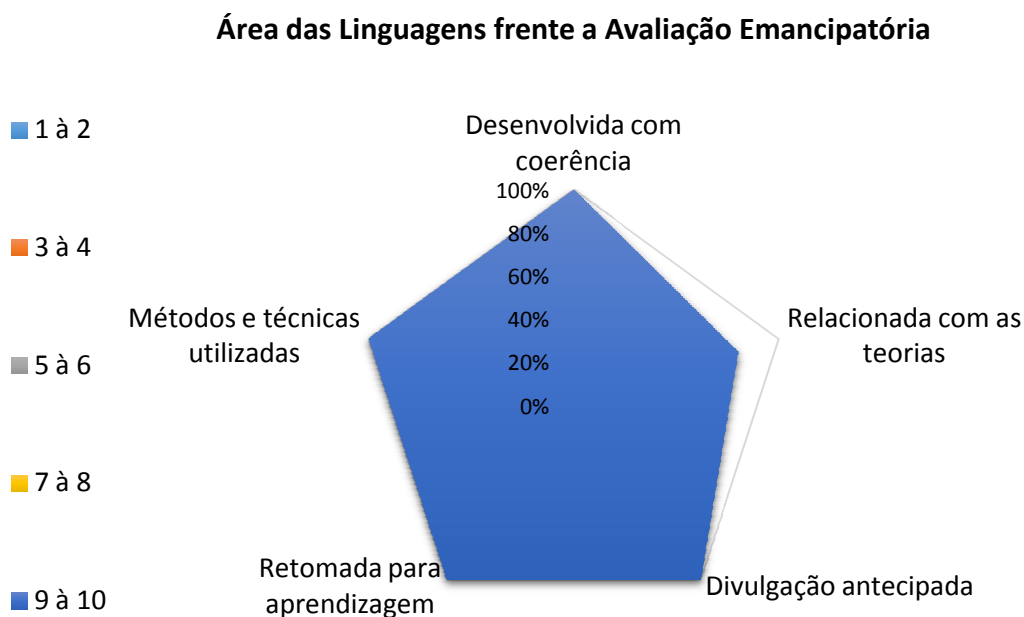 Área das Linguagens frente a Avaliação Emancipatória
1 à 2
3 à 4
5 à 6
7 à 8
9 à 10
Desenvolvida com
coerência
100%
80%
60%
40%
20%
0%
Relacionada com as
teorias
Divulgação antecipada
Retomada para
aprendizagem
Métodos e técnicas
utilizadas